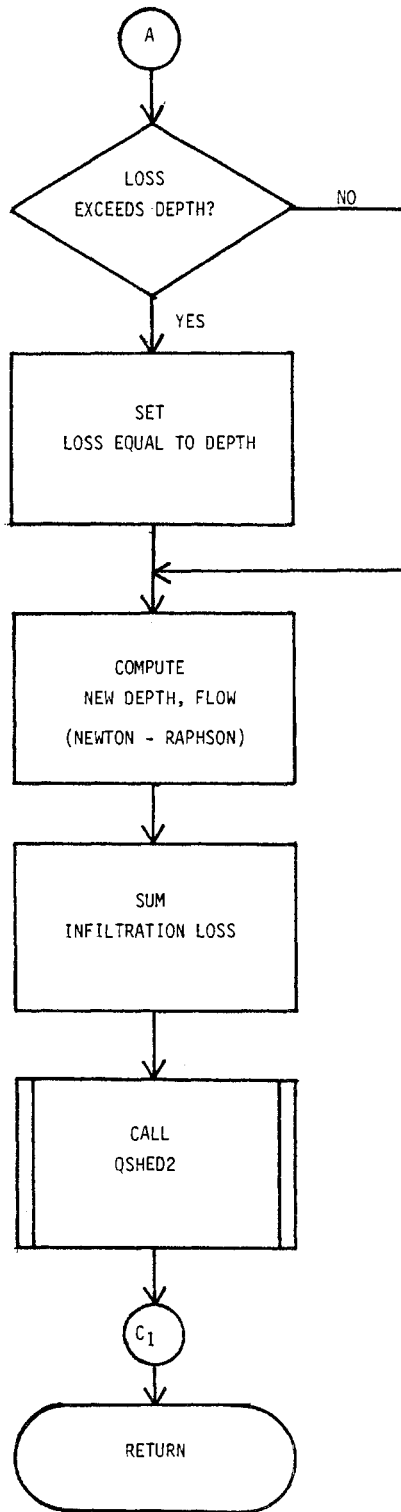 A
LOSS
EXCEEDS DEPTH?
NO
YES
SET
LOSS EQUAL TO DEPTH
COMPUTE
NEW DEPTH, FLOW
(NEWTON - RAPHSON)
SUM
INFILTRATION LOSS
CALL
QSHED2
C1
RETURN